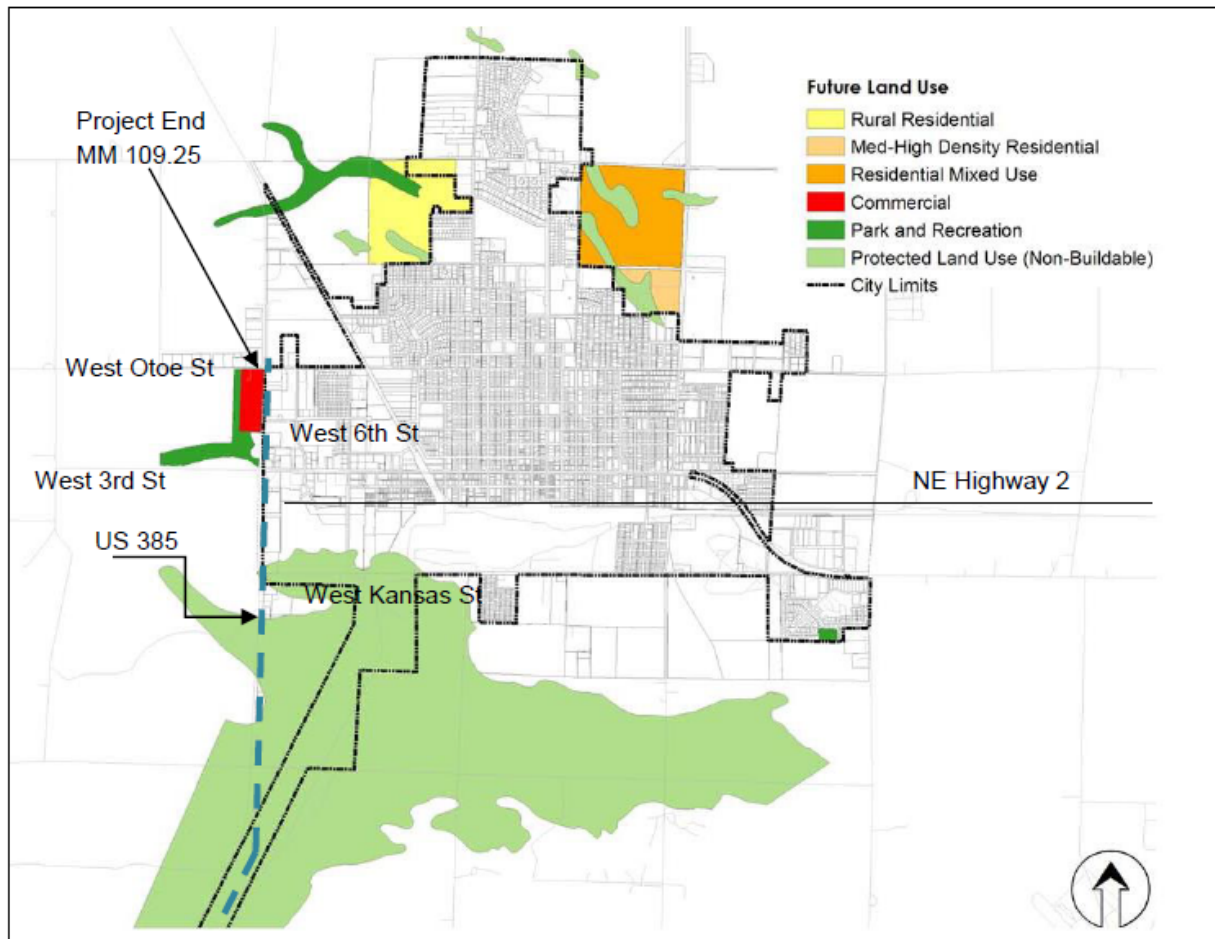 Project End
MM 109.25
Future Land Use
Rural Residential
Med-High Density Residential
Residential Mixed Use
Commercial
Park and Recreation
Protected Land Use (Non-Buildable)
City Limits
West Otoe St
West 6th St
West 3rd St
NE Highway 2
US 385
West Kansas St